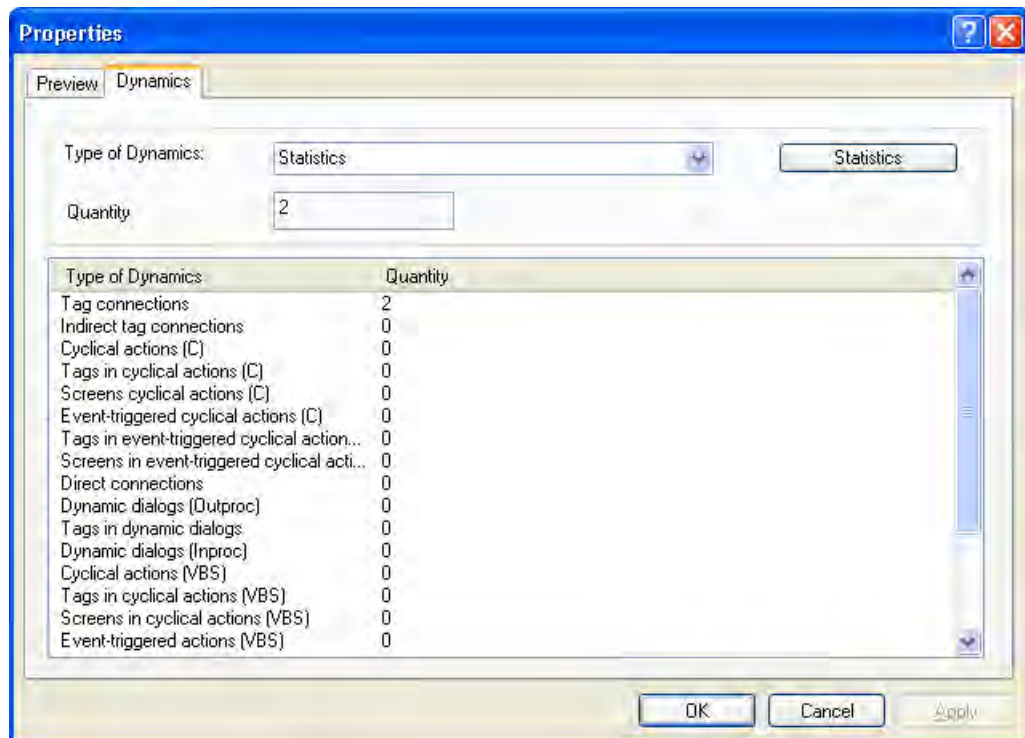 Properties
Preview Dynamics
Type of Dynamics: Statistics Statistics
Quantity 2
Type of Dynamics Quantity
Tag connections 2
Indirect tag connections 0
Cyclical actions (C) 0
Tags in cyclical actions (C) 0
Screens cyclical actions (C) 0
Event-triggered cyclical actions (C) 0
Tags in event-triggered cyclical action... 0
Screens in event-triggered cyclical acti... 0
Direct connections 0
Dynamic dialogs (Outproc) 0
Tags in dynamic dialogs 0
Dynamic dialogs (Inproc) 0
Cyclical actions (VBS) 0
Tags in cyclical actions (VBS) 0
Screens in cyclical actions (VBS) 0
Event-triggered actions (VBS) 0
OK Cancel Apply